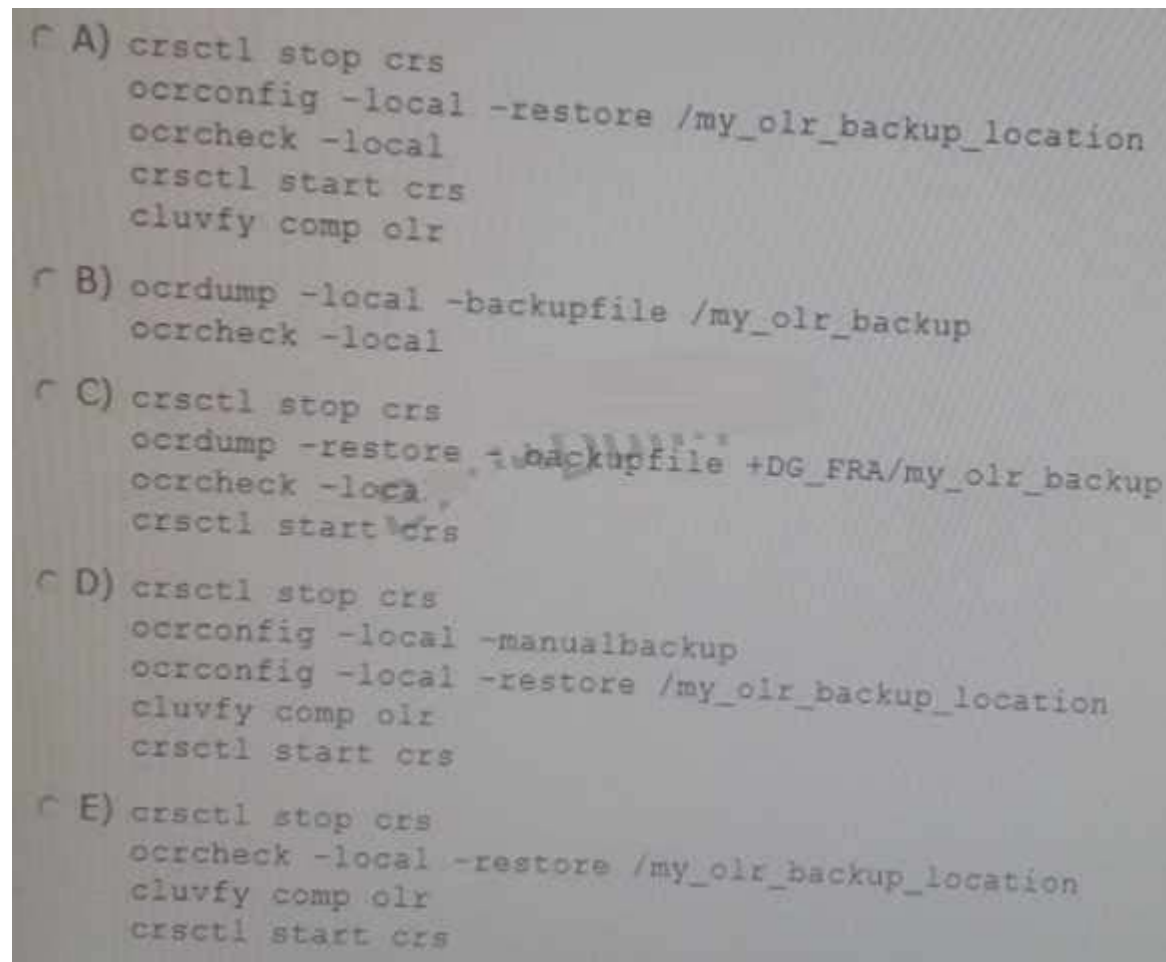 A) crsctl stop crs
ocrconfig -local -restore /my_olr_backup_location
ocrcheck -local
crsctl start crs
cluvfy comp olr
B) ocrdump -local -backupfile /my_olr_backup
ocrcheck -local
C) crsctl stop crs
ocrdump -restore - backupfile +DG_FRA/my_olr_backup
ocrcheck -loca
crsctl start crs
D) crsctl stop crs
ocrconfig -local -manualbackup
ocrconfig -local -restore /my_olr_backup_location
cluvfy comp olr
crsctl start crs
E) crsctl stop crs
ocrcheck -local -restore /my_olr_backup_location
cluvfy comp olr
crsctl start crs